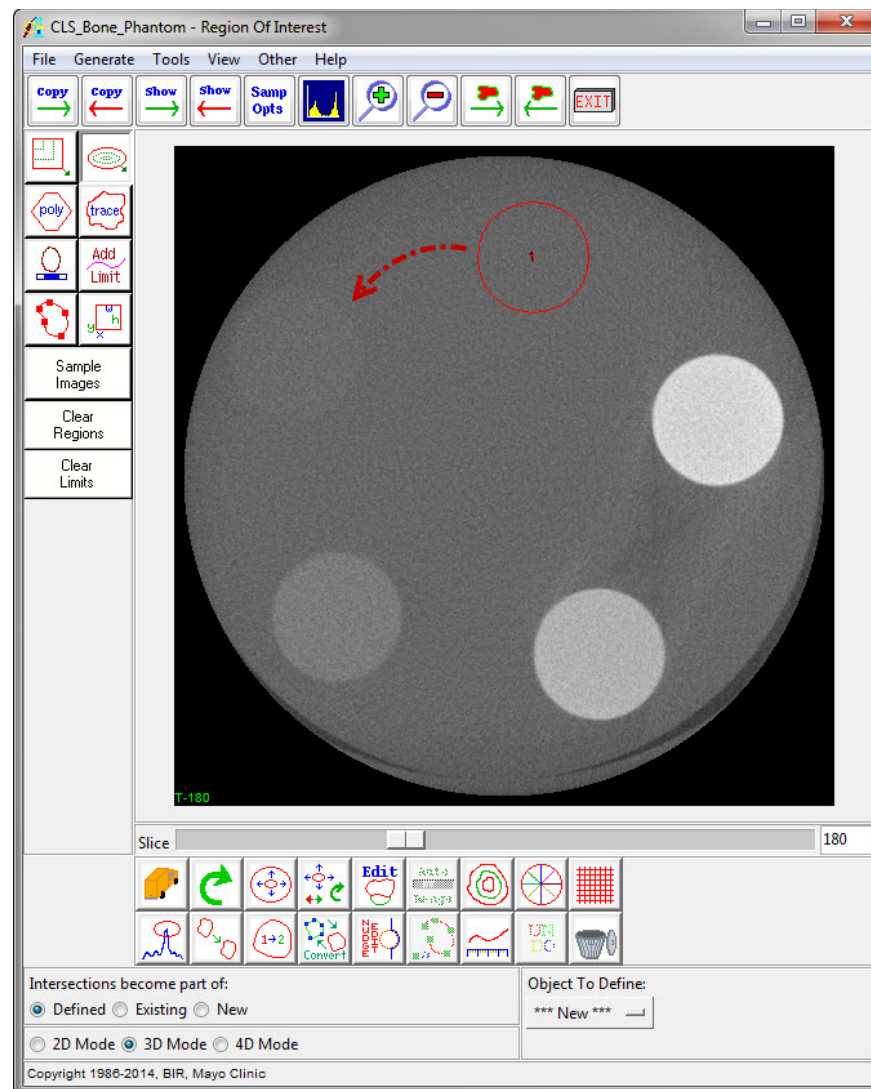 CLS_Bone_Phantom - Region Of Interest
File Generate Tools View Other Help
Copy Copy Show Show Samp Opts EXIT
poly trace
Add Limit
y x w h
Sample Images
Clear Regions
Clear Limits
1
T-180
Slice 180
Edit Auto
1→2 Convert NUDGE EDIT
Intersections become part of:
Defined Existing New
Object To Define:
*** New ***
2D Mode 3D Mode 4D Mode
Copyright 1986-2014, BIR, Mayo Clinic